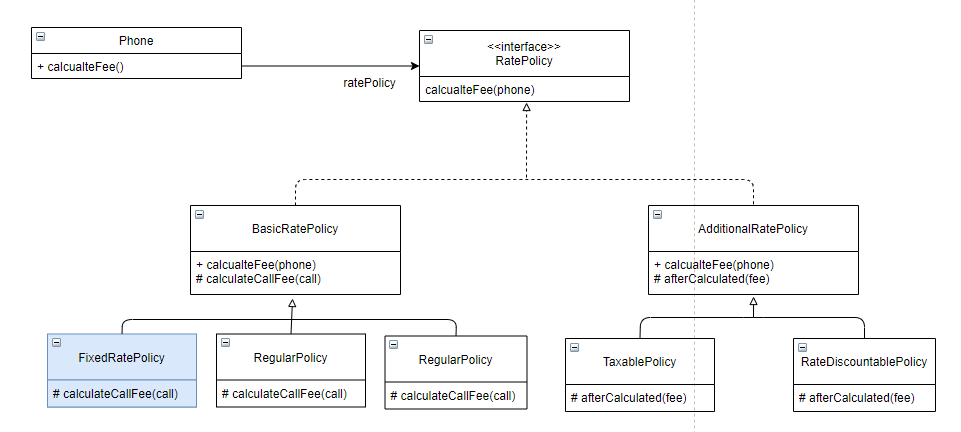 Phone
+ calcualteFee()
ratePolicy
<<interface>>
RatePolicy
calcualteFee(phone)
BasicRatePolicy
+ calcualteFee(phone)
# calculateCallFee(call)
AdditionalRatePolicy
+ calcualteFee(phone)
# afterCalculated(fee)
FixedRatePolicy
# calculateCallFee(call)
RegularPolicy
# calculateCallFee(call)
RegularPolicy
# calculateCallFee(call)
TaxablePolicy
# afterCalculated(fee)
RateDiscountablePolicy
# afterCalculated(fee)